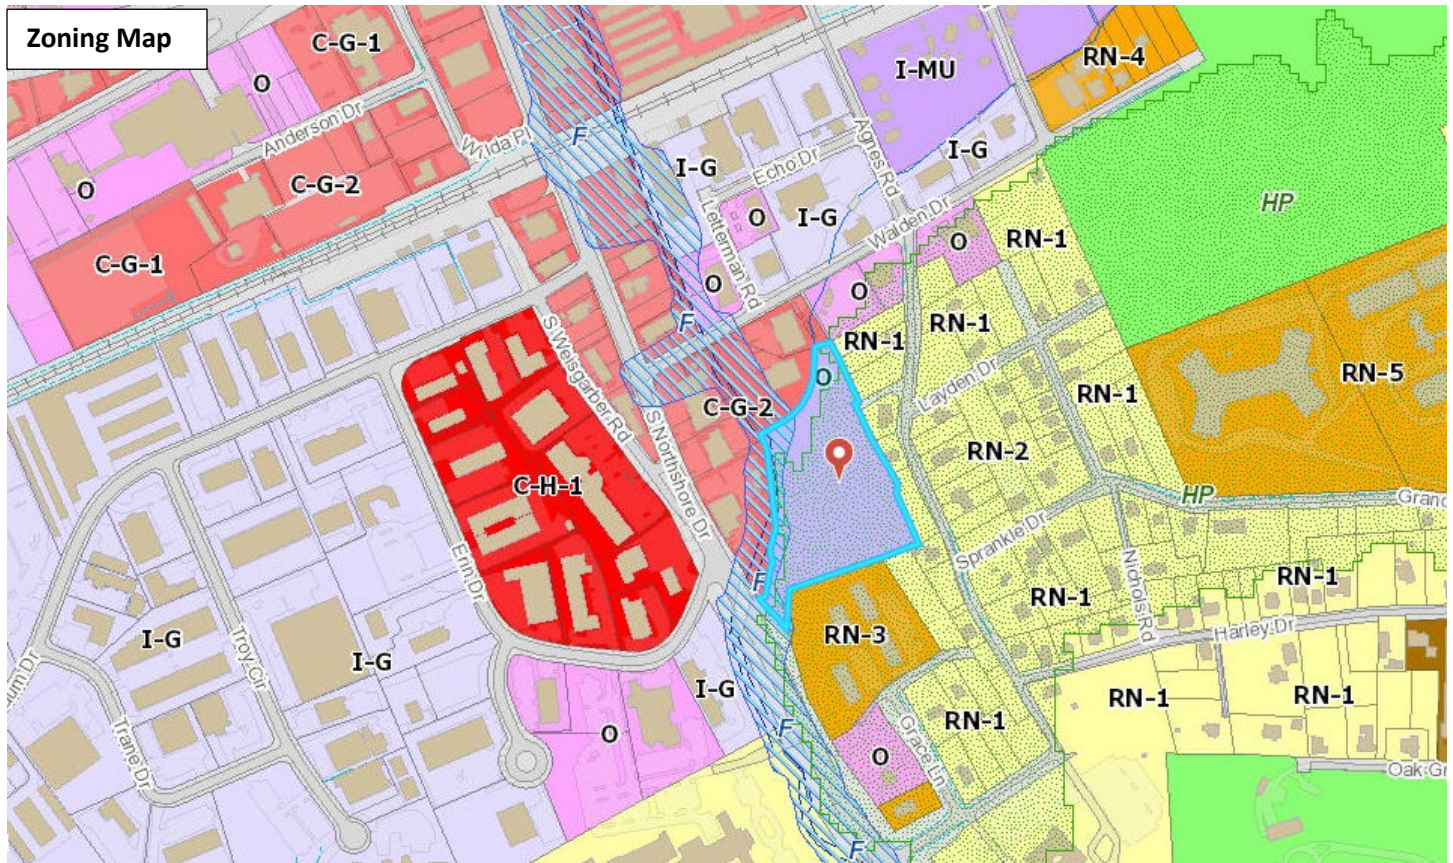 Zoning Map
C-G-1
O
Anderson Dr
Wilda Pl
F
I-MU
RN-4
O
C-G-2
I-G
Echo Dr
Agnes Rd
I-G
HP
C-G-1
Letterman Rd
O
I-G
Walden Dr
O
RN-1
O
O
F
S Weisgarber Rd
RN-1
RN-1
Layden Dr
RN-1
RN-5
O
C-G-2
S Northshore Dr
RN-2
C-H-1
HP
Sprankle Dr
Erin Dr
F
Nichols Rd
RN-1
RN-1
Harley Dr
RN-3
I-G
Troy Cir
I-G
I-G
RN-1
RN-1
RN-1
Trane Dr
O
F
Grace Ln
O
F